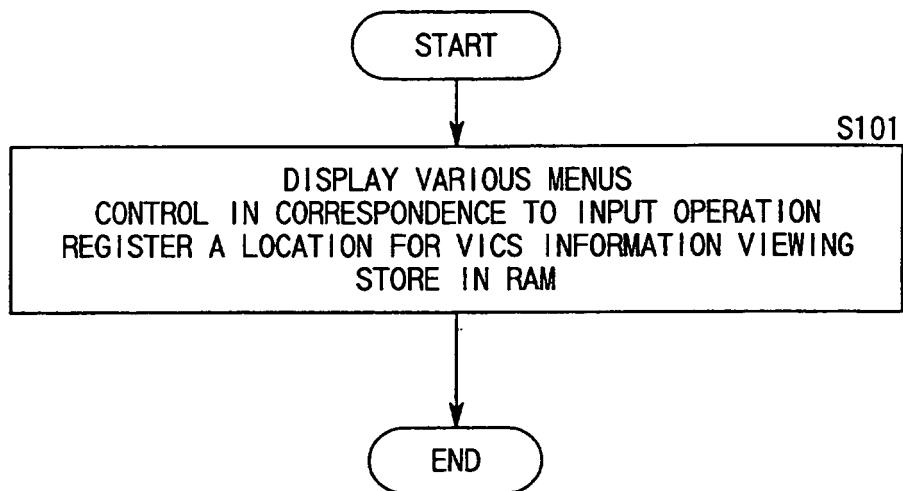 START
S101
DISPLAY VARIOUS MENUS
CONTROL IN CORRESPONDENCE TO INPUT OPERATION
REGISTER A LOCATION FOR VICS INFORMATION VIEWING
STORE IN RAM
END